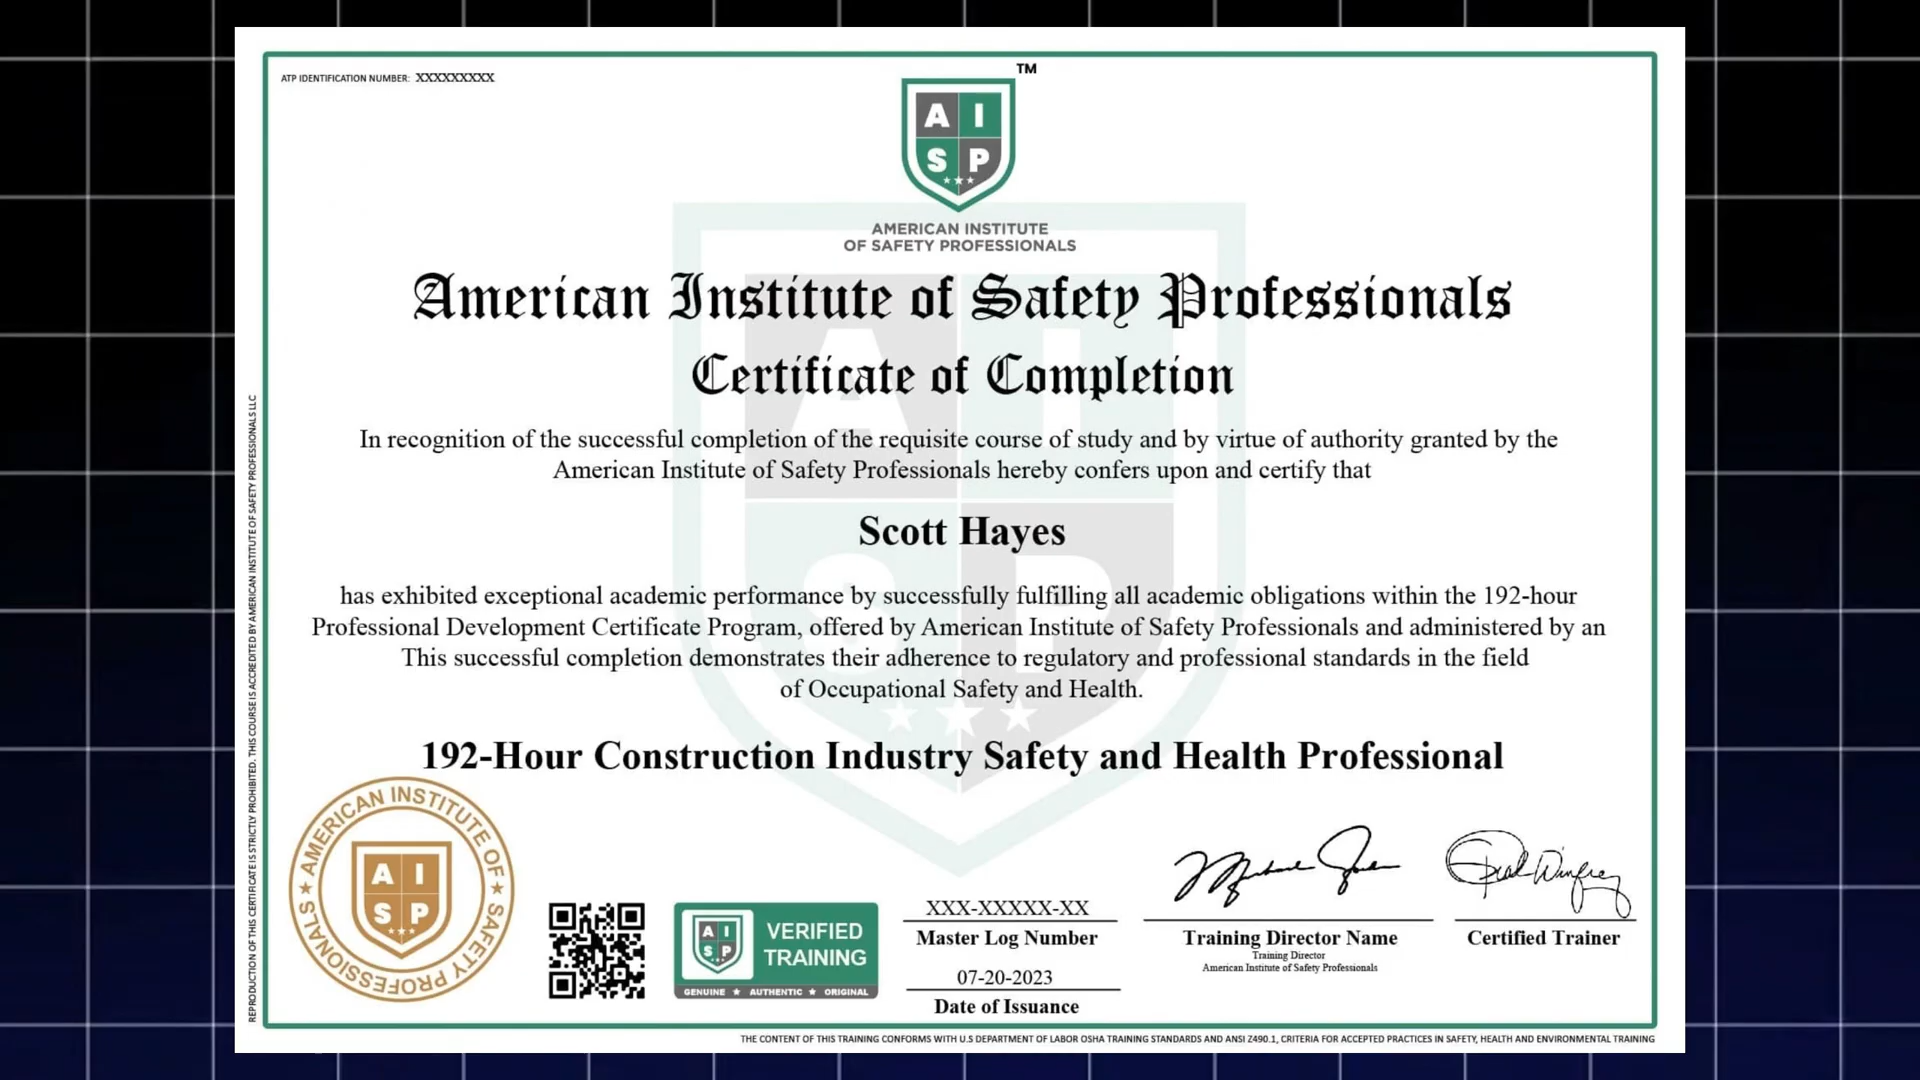 ATP IDENTIFICATION NUMBER: XXXXXXXXX
TM
A I
S P
AMERICAN INSTITUTE
OF SAFETY PROFESSIONALS
American Institute of Safety Professionals
Certificate of Completion
In recognition of the successful completion of the requisite course of study and by virtue of authority granted by the
American Institute of Safety Professionals hereby confers upon and certify that
Scott Hayes
has exhibited exceptional academic performance by successfully fulfilling all academic obligations within the 192-hour
Professional Development Certificate Program, offered by American Institute of Safety Professionals and administered by an
This successful completion demonstrates their adherence to regulatory and professional standards in the field
of Occupational Safety and Health.
192-Hour Construction Industry Safety and Health Professional
AMERICAN INSTITUTE OF SAFETY PROFESSIONALS
A I
S P
A I
S P
VERIFIED
TRAINING
GENUINE ★ AUTHENTIC ★ ORIGINAL
XXX-XXXXX-XX
Master Log Number
07-20-2023
Date of Issuance
Training Director Name
Training Director
American Institute of Safety Professionals
Brad Winfrey
Certified Trainer
REPRODUCTION OF THIS CERTIFICATE IS STRICTLY PROHIBITED. THIS COURSE IS ACCREDITED BY AMERICAN INSTITUTE OF SAFETY PROFESSIONALS LLC
THE CONTENT OF THIS TRAINING CONFORMS WITH U.S DEPARTMENT OF LABOR OSHA TRAINING STANDARDS AND ANSI Z490.1, CRITERIA FOR ACCEPTED PRACTICES IN SAFETY, HEALTH AND ENVIRONMENTAL TRAINING